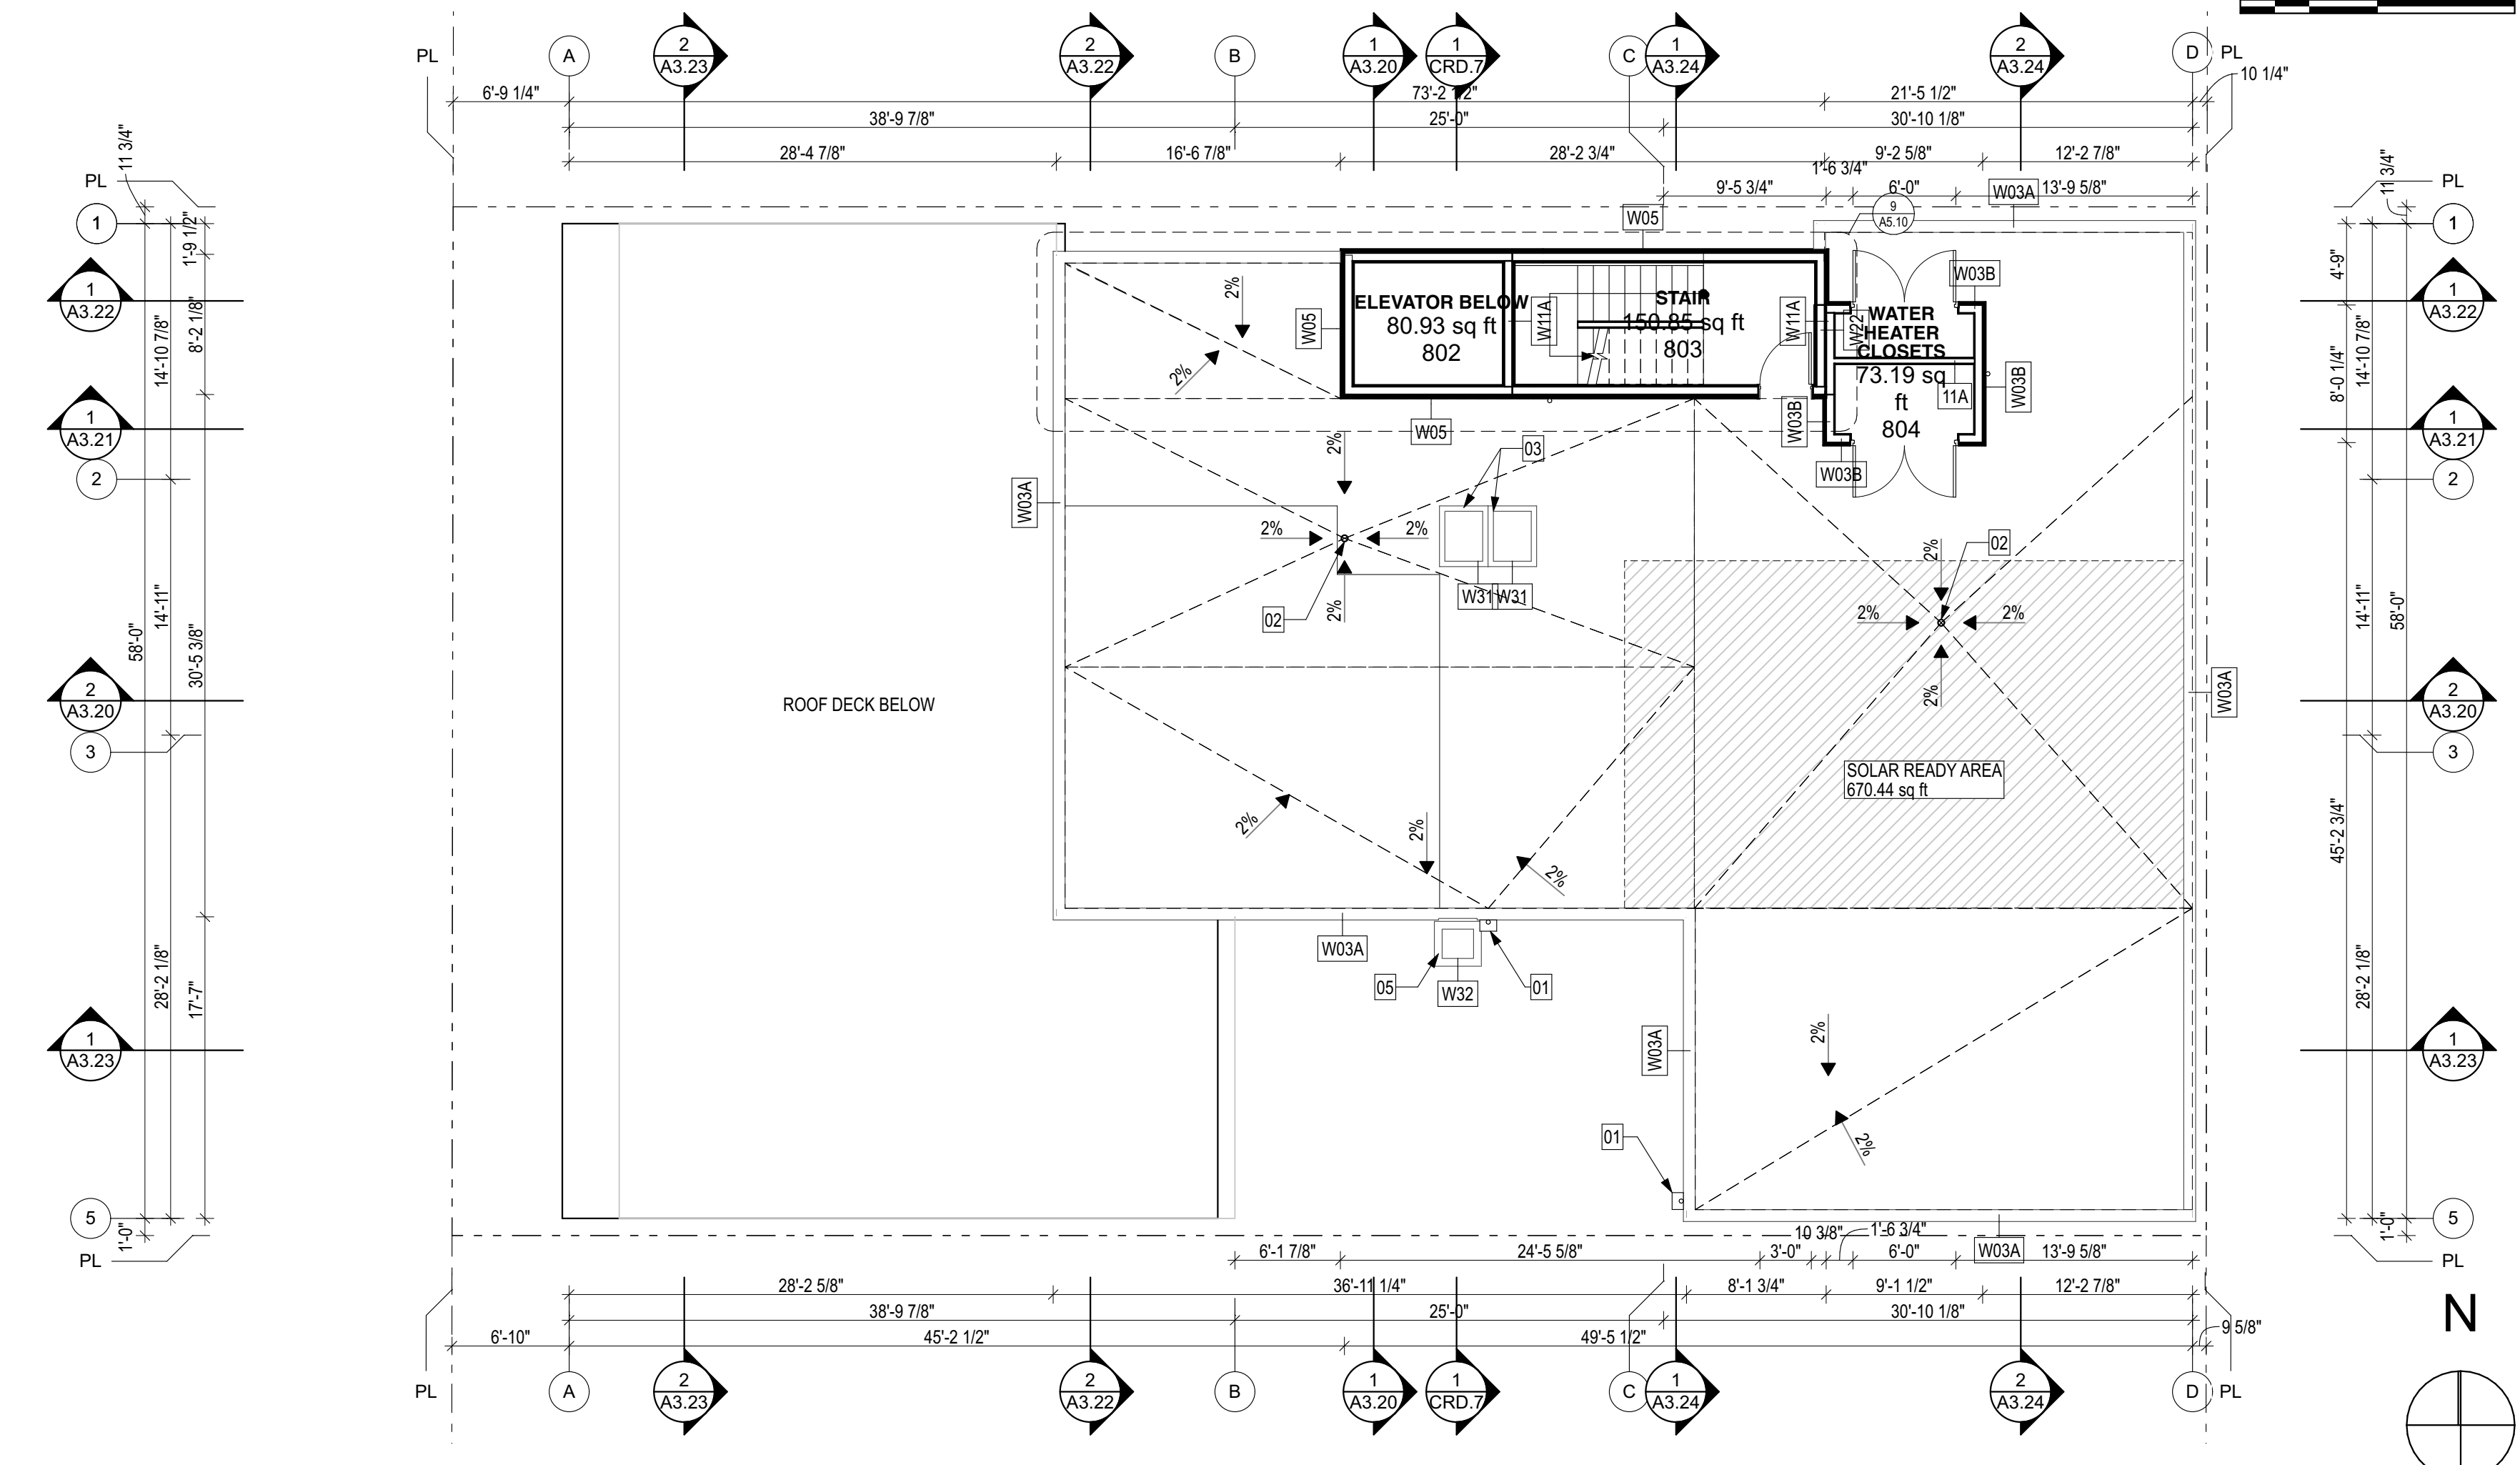 PL
A
2
A3.23
2
A3.22
B
1
A3.20
1
CRD.7
C
1
A3.24
2
A3.24
D
PL
10 1/4"
6'-9 1/4"
73'-2 1/2"
21'-5 1/2"
38'-9 7/8"
25'-0"
30'-10 1/8"
28'-4 7/8"
16'-6 7/8"
28'-2 3/4"
9'-2 5/8"
12'-2 7/8"
1'-6 3/4"
9'-5 3/4"
6'-0"
W03A
13'-9 5/8"
11 3/4"
PL
1
1'-9 1/2"
1
A3.22
14'-10 7/8"
8'-2 1/8"
1
A3.21
2
58'-0"
14'-11"
30'-5 3/8"
2
A3.20
3
28'-2 1/8"
17'-7"
1
A3.23
5
1'-0"
PL
W05
9
A5.10
W03B
2%
2%
W05
ELEVATOR BELOW
80.93 sq ft
802
W11A
STAIR
150.85 sq ft
803
W11A
W22
WATER
HEATER
CLOSETS
73.19 sq
ft
804
11A
W03B
W03B
W03B
W05
2%
03
W03A
2%
2%
2%
02
W31
W31
02
2%
2%
2%
2%
ROOF DECK BELOW
W03A
SOLAR READY AREA
670.44 sq ft
2%
2%
2%
W03A
05
W32
01
W03A
2%
2%
01
W03A
11 3/4"
PL
1
4'-9"
1
A3.22
8'-0 1/4"
14'-10 7/8"
1
A3.21
2
14'-11"
58'-0"
2
A3.20
3
45'-2 3/4"
28'-2 1/8"
1
A3.23
5
1'-0"
PL
10 3/8"
1'-6 3/4"
6'-1 7/8"
24'-5 5/8"
3'-0"
6'-0"
13'-9 5/8"
28'-2 5/8"
36'-11 1/4"
8'-1 3/4"
9'-1 1/2"
12'-2 7/8"
38'-9 7/8"
25'-0"
30'-10 1/8"
6'-10"
45'-2 1/2"
49'-5 1/2"
9 5/8"
N
PL
A
2
A3.23
2
A3.22
B
1
A3.20
1
CRD.7
C
1
A3.24
2
A3.24
D
PL